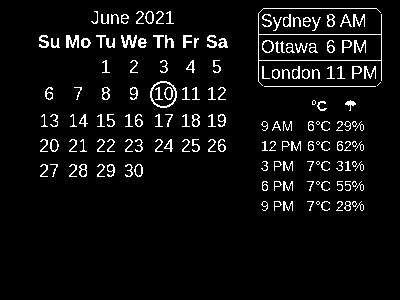 June 2021
Su Mo Tu We Th Fr Sa
1 2 3 4 5
6 7 8 9 10 11 12
13 14 15 16 17 18 19
20 21 22 23 24 25 26
27 28 29 30
Sydney 8 AM
Ottawa 6 PM
London 11 PM
°C
9 AM 6°C 29%
12 PM 6°C 62%
3 PM 7°C 31%
6 PM 7°C 55%
9 PM 7°C 28%